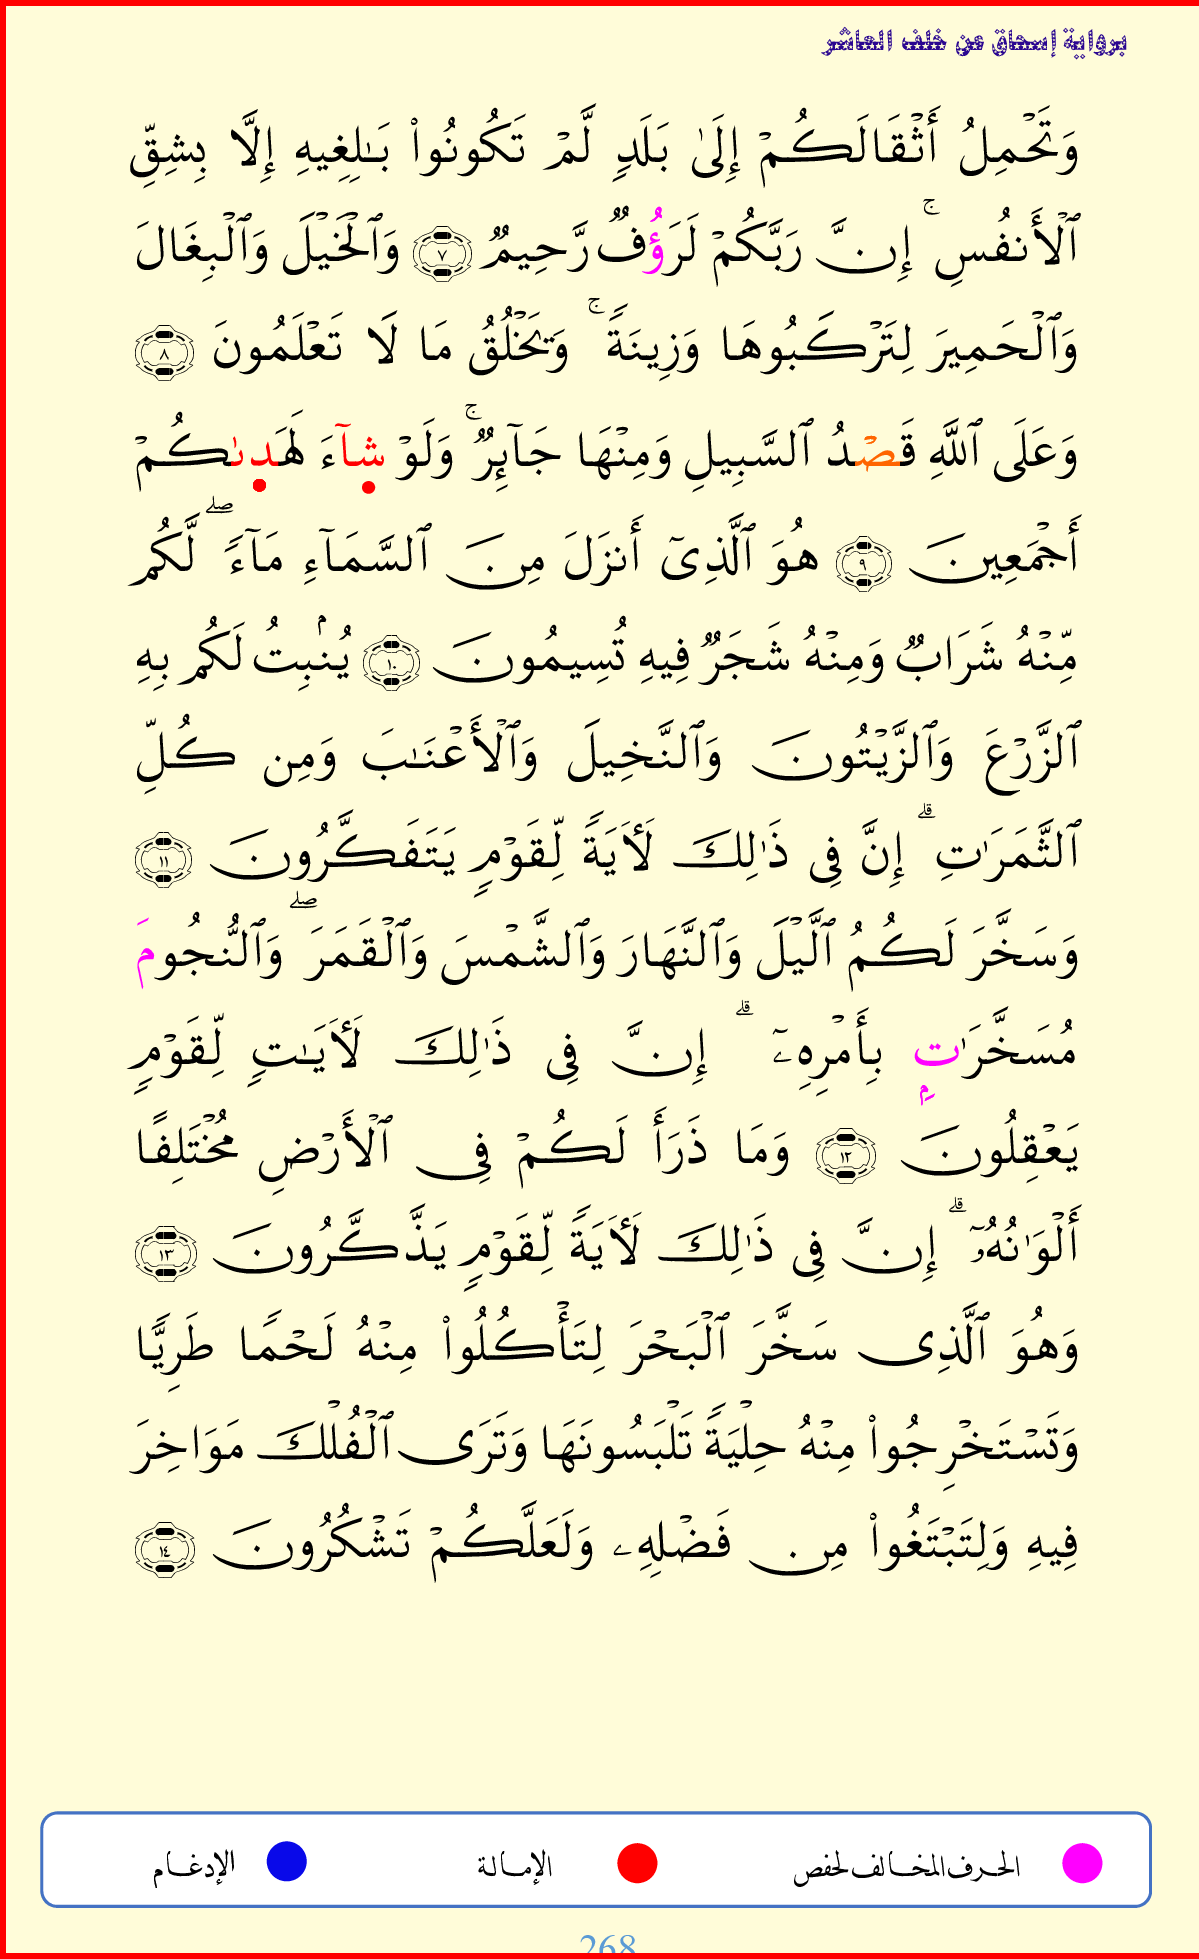 برواية إسحاق عن خلف العاشر
وَتَحۡمِلُ أَثۡقَالَكُمۡ إِلَىٰ بَلَدٖ لَّمۡ تَكُونُواْ بَٰلِغِيهِ إِلَّا بِشِقِّ
ٱلۡأَنفُسِۚ إِنَّ رَبَّكُمۡ لَرَؤُفٞ رَّحِيمٞ ٧ وَٱلۡخَيۡلَ وَٱلۡبِغَالَ
وَٱلۡحَمِيرَ لِتَرۡكَبُوهَا وَزِينَةٗۚ وَيَخۡلُقُ مَا لَا تَعۡلَمُونَ ٨
وَعَلَى ٱللَّهِ قَصۡدُ ٱلسَّبِيلِ وَمِنۡهَا جَآئِرٞۚ وَلَوۡ شَآءَ لَهَدىٰكُمۡ
أَجۡمَعِينَ ٩ هُوَ ٱلَّذِيٓ أَنزَلَ مِنَ ٱلسَّمَآءِ مَآءٗۖ لَّكُم
مِّنۡهُ شَرَابٞ وَمِنۡهُ شَجَرٞ فِيهِ تُسِيمُونَ ١٠ يُنۢبِتُ لَكُم بِهِ
ٱلزَّرۡعَ وَٱلزَّيۡتُونَ وَٱلنَّخِيلَ وَٱلۡأَعۡنَٰبَ وَمِن كُلِّ
ٱلثَّمَرَٰتِۗ إِنَّ فِي ذَٰلِكَ لَأٓيَةٗ لِّقَوۡمٖ يَتَفَكَّرُونَ ١١
وَسَخَّرَ لَكُمُ ٱلَّيۡلَ وَٱلنَّهَارَ وَٱلشَّمۡسَ وَٱلۡقَمَرَۖ وَٱلنُّجُومَ
مُسَخَّرَٰتِۭ بِأَمۡرِهِۦٓۗ إِنَّ فِي ذَٰلِكَ لَأٓيَٰتٖ لِّقَوۡمٖ
يَعۡقِلُونَ ١٢ وَمَا ذَرَأَ لَكُمۡ فِي ٱلۡأَرۡضِ مُخۡتَلِفًا
أَلۡوَٰنُهُۥٓۗ إِنَّ فِي ذَٰلِكَ لَأٓيَةٗ لِّقَوۡمٖ يَذَّكَّرُونَ ١٣
وَهُوَ ٱلَّذِي سَخَّرَ ٱلۡبَحۡرَ لِتَأۡكُلُواْ مِنۡهُ لَحۡمٗا طَرِيّٗا
وَتَسۡتَخۡرِجُواْ مِنۡهُ حِلۡيَةٗ تَلۡبَسُونَهَا وَتَرَى ٱلۡفُلۡكَ مَوَاخِرَ
فِيهِ وَلِتَبۡتَغُواْ مِن فَضۡلِهِۦ وَلَعَلَّكُمۡ تَشۡكُرُونَ ١٤
الحرف المخالف لحفص الإمالة الإدغام
268